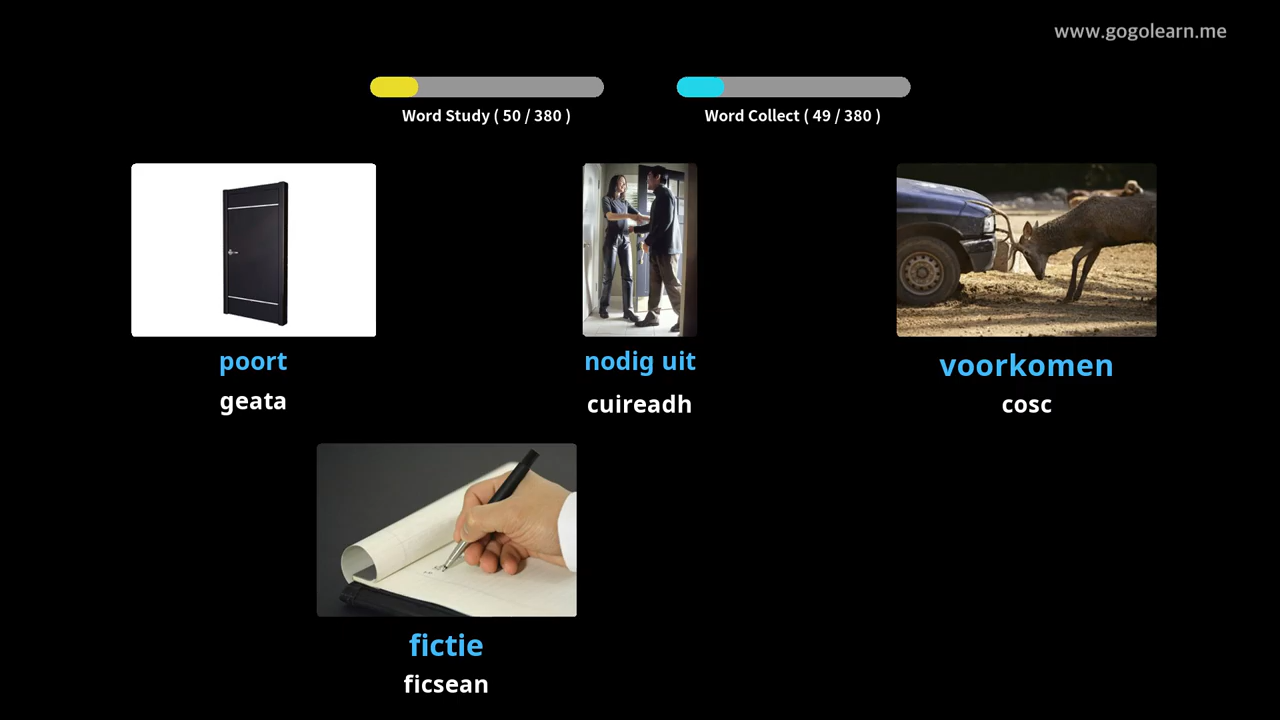 www.gogolearn.me
Word Study ( 50 / 380 )
Word Collect ( 49 / 380 )
poort
geata
nodig uit
cuireadh
voorkomen
cosc
fictie
ficsean